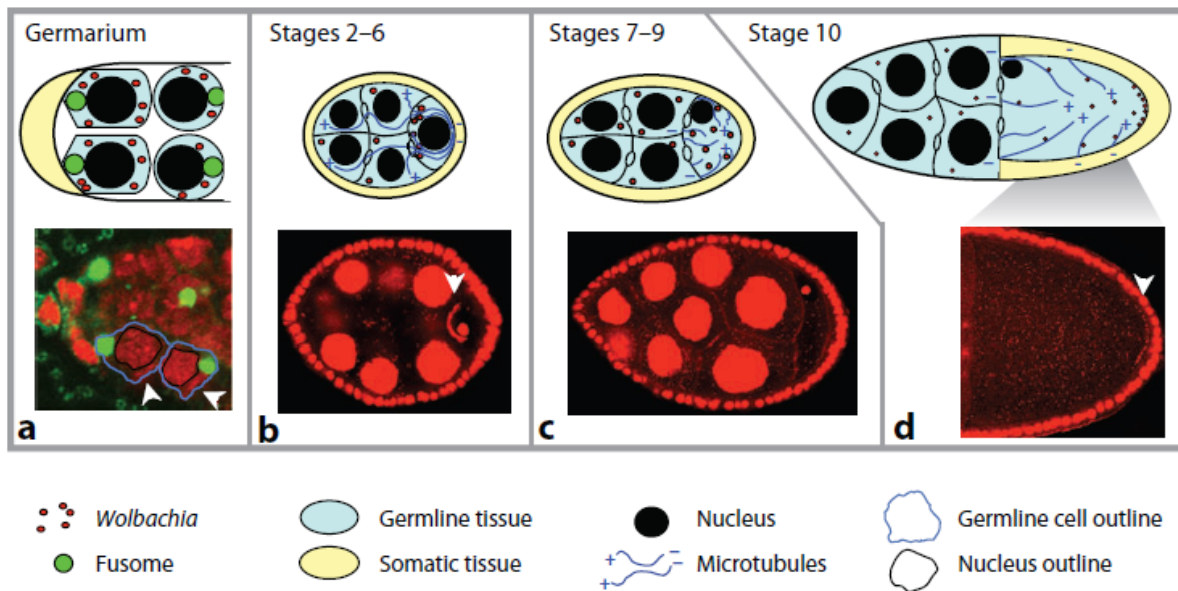 Germarium
Stages 2–6
Stages 7–9
Stage 10
+
+
–
–
+
–
+
–
–
–
–
+
+
+
–
–
a
b
c
d
Wolbachia
Germline tissue
Nucleus
Germline cell outline
Fusome
Somatic tissue
+ – – + Microtubules
Nucleus outline